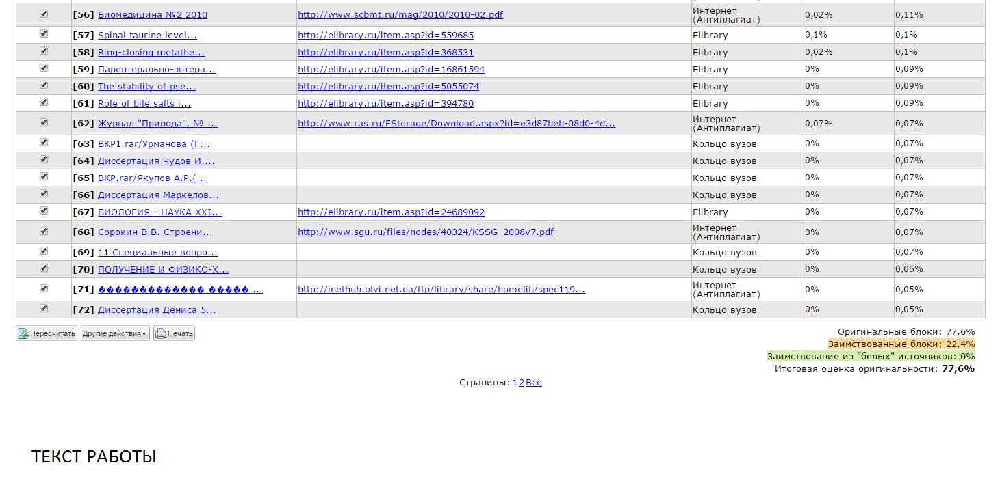 [56] Биомедицина №2 2010 http://www.scbmt.ru/mag/2010/2010-02.pdf Интернет (Антиплагиат) 0,02% 0,11%
[57] Spinal taurine level... http://elibrary.ru/item.asp?id=559685 Elibrary 0,1% 0,1%
[58] Ring-closing metathe... http://elibrary.ru/item.asp?id=368531 Elibrary 0,02% 0,1%
[59] Парентерально-энтера... http://elibrary.ru/item.asp?id=16861594 Elibrary 0% 0,09%
[60] The stability of pse... http://elibrary.ru/item.asp?id=5055074 Elibrary 0% 0,09%
[61] Role of bile salts i... http://elibrary.ru/item.asp?id=394780 Elibrary 0% 0,09%
[62] Журнал "Природа", № ... http://www.ras.ru/FStorage/Download.aspx?id=e3d87beb-08d0-4d... Интернет (Антиплагиат) 0,07% 0,07%
[63] ВКР1.rar/Урманова (Г... Кольцо вузов 0% 0,07%
[64] Диссертация Чудов И.... Кольцо вузов 0% 0,07%
[65] ВКР.rar/Якупов А.Р.(... Кольцо вузов 0% 0,07%
[66] Диссертация Маркелов... Кольцо вузов 0% 0,07%
[67] БИОЛОГИЯ - НАУКА XXI... http://elibrary.ru/item.asp?id=24689092 Elibrary 0% 0,07%
[68] Сорокин В.В. Строени... http://www.sgu.ru/files/nodes/40324/KSSG_2008v7.pdf Интернет (Антиплагиат) 0% 0,07%
[69] 11 Специальные вопро... Кольцо вузов 0% 0,07%
[70] ПОЛУЧЕНИЕ И ФИЗИКО-Х... Кольцо вузов 0% 0,06%
[71] ������������� ����� ... http://inethub.olvi.net.ua/ftp/library/share/homelib/spec119... Интернет (Антиплагиат) 0% 0,05%
[72] Диссертация Дениса 5... Кольцо вузов 0% 0,05%
Пересчитать Другие действия Печать
Оригинальные блоки: 77,6%
Заимствованные блоки: 22,4%
Заимствование из "белых" источников: 0%
Итоговая оценка оригинальности: 77,6%
Страницы: 1 2 Все
ТЕКСТ РАБОТЫ